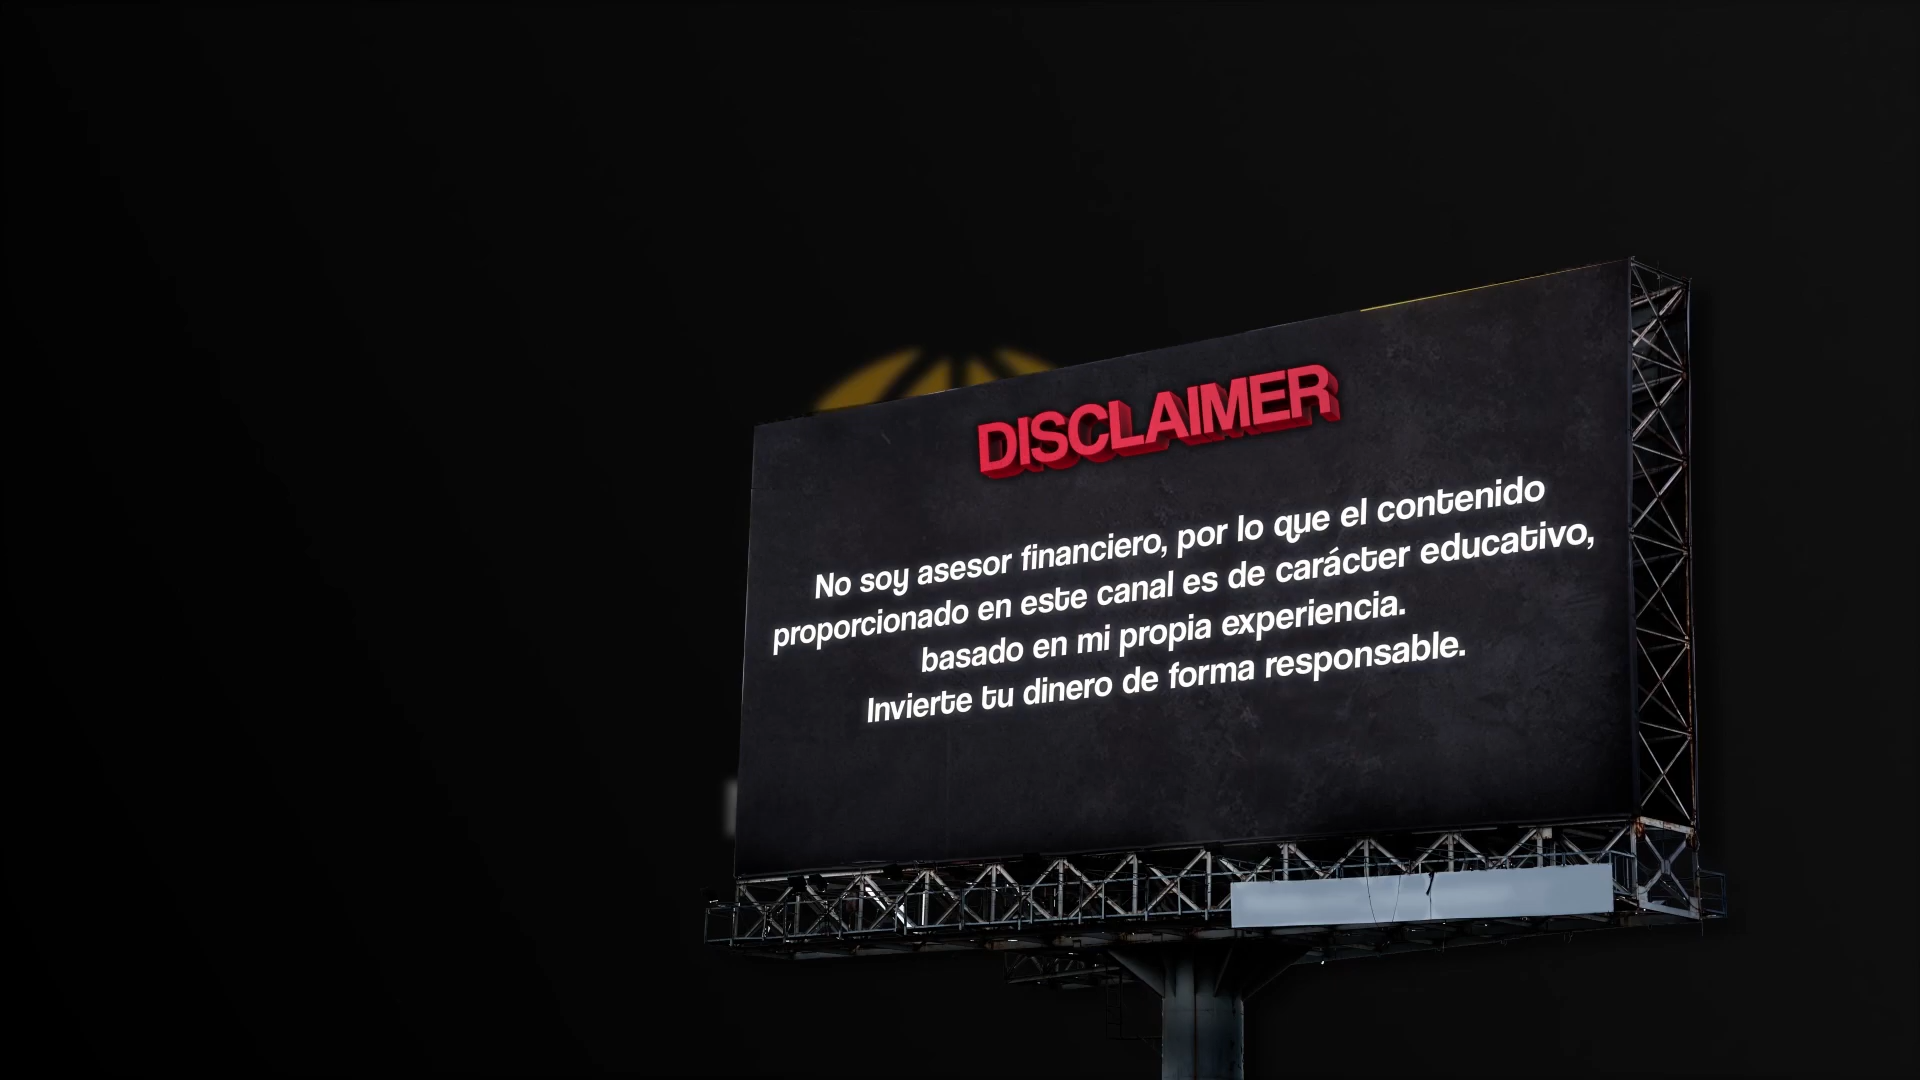 DISCLAIMER
No soy asesor financiero, por lo que el contenido
proporcionado en este canal es de carácter educativo,
basado en mi propia experiencia.
Invierte tu dinero de forma responsable.